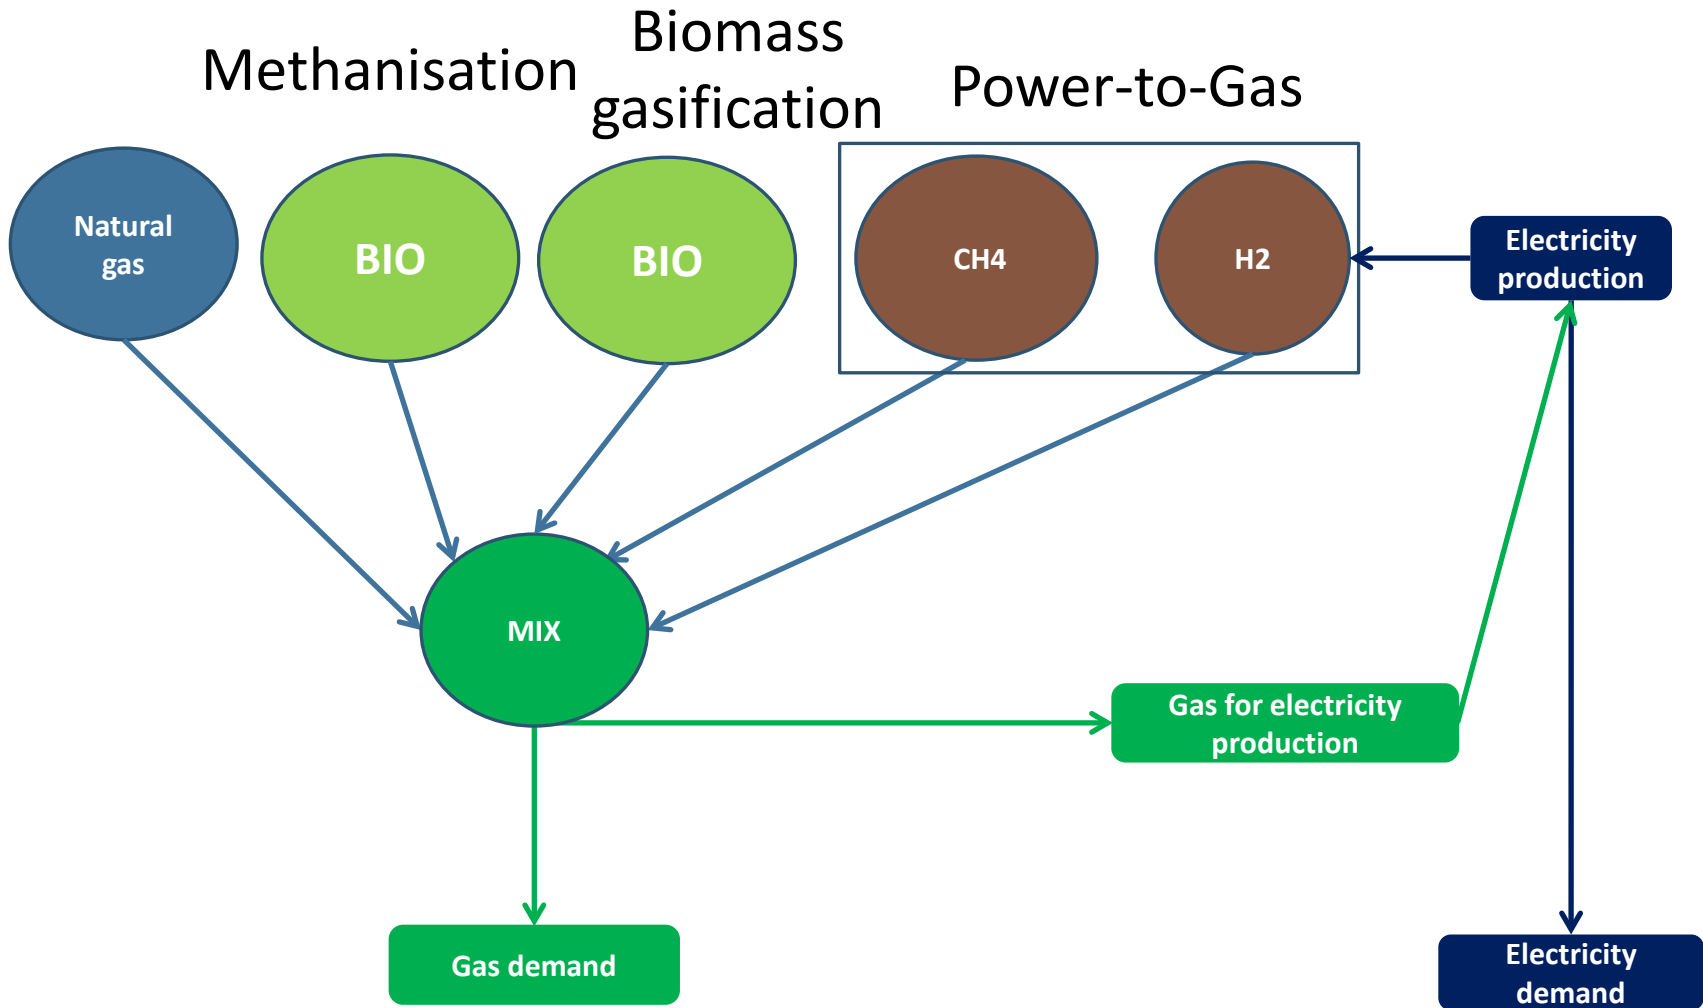 Methanisation
Biomass
gasification
Power-to-Gas
Natural
gas
BIO
BIO
CH4
H2
Electricity
production
MIX
Gas for electricity
production
Gas demand
Electricity
demand